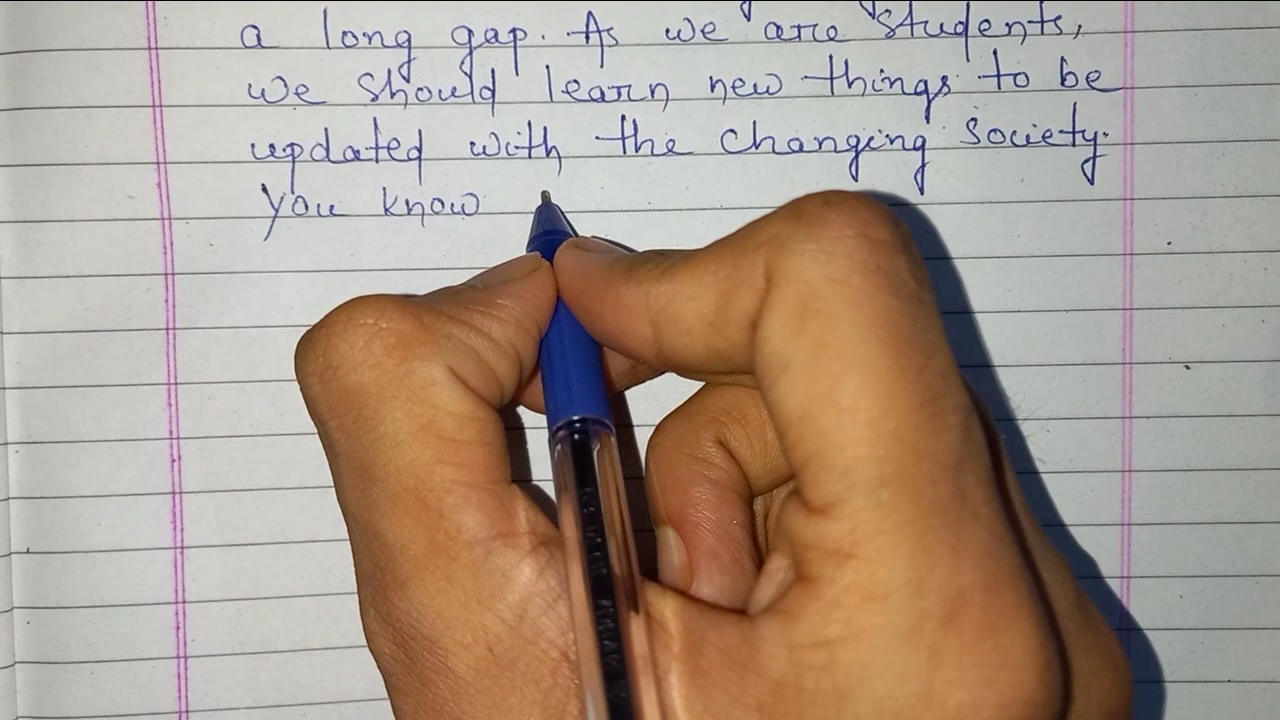 a long gap. As we are students,
we should learn new things to be
updated with the changing society.
You know